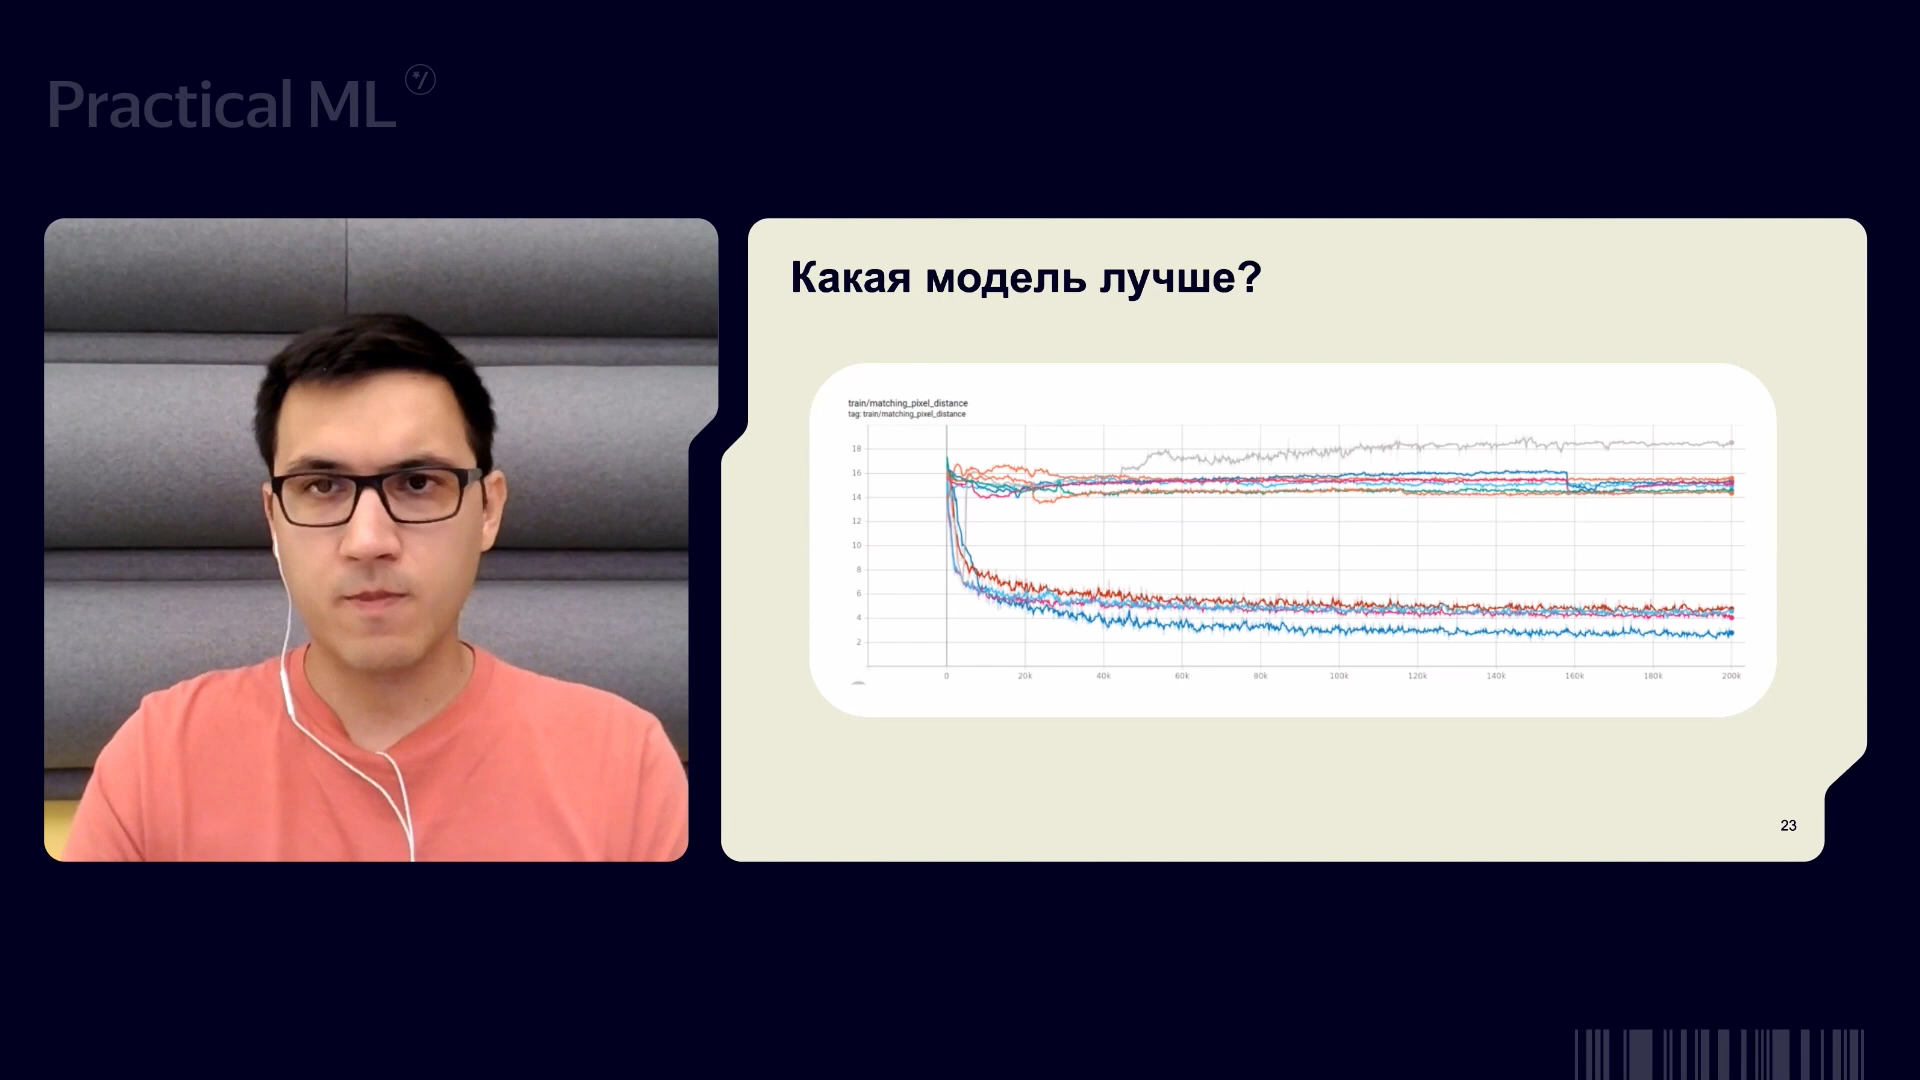 Practical ML
Какая модель лучше?
train/matching_pixel_distance
tag: train/matching_pixel_distance
18
16
14
12
10
8
6
4
2
0 20k 40k 60k 80k 100k 120k 140k 160k 180k 200k
23